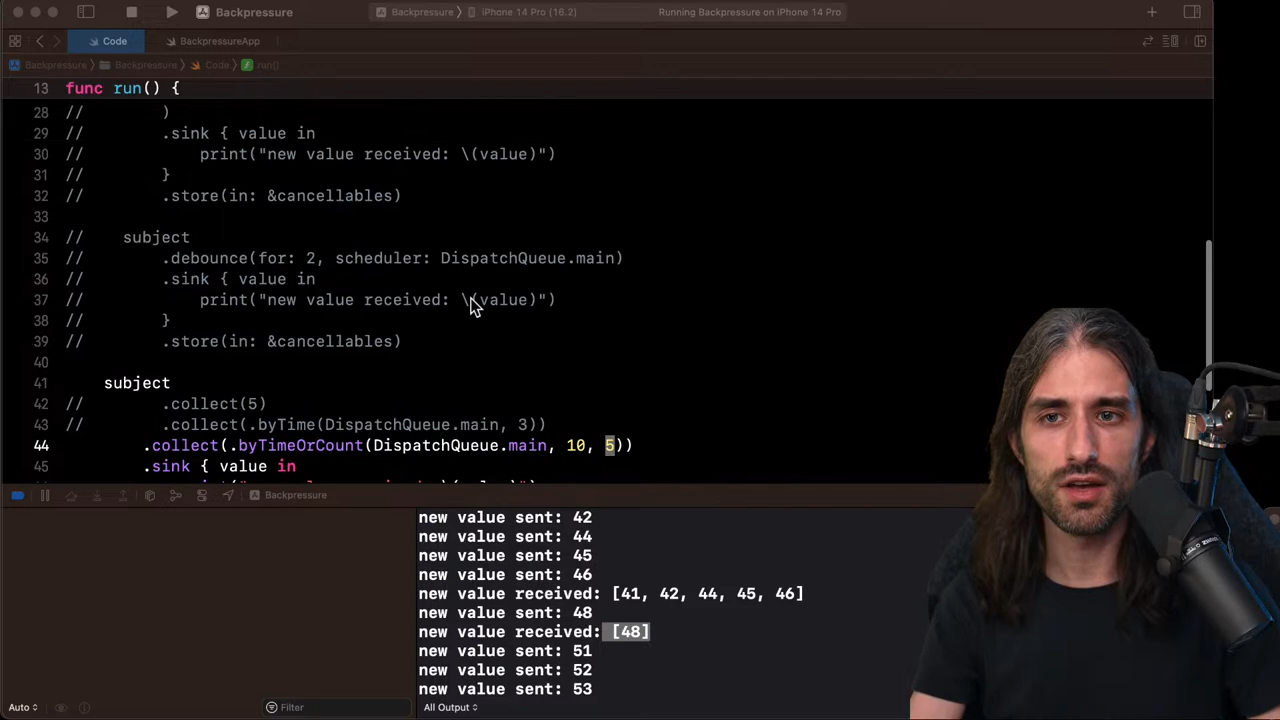 Backpressure
Backpressure
iPhone 14 Pro (16.2)
Running Backpressure on iPhone 14 Pro
Code
BackpressureApp
Backpressure
Backpressure
Code
run()
13 func run() {
28 // )
29 // .sink { value in
30 // print("new value received: \(value)")
31 // }
32 // .store(in: &cancellables)
33
34 // subject
35 // .debounce(for: 2, scheduler: DispatchQueue.main)
36 // .sink { value in
37 // print("new value received: \(value)")
38 // }
39 // .store(in: &cancellables)
40
41 subject
42 // .collect(5)
43 // .collect(.byTime(DispatchQueue.main, 3))
44 .collect(.byTimeOrCount(DispatchQueue.main, 10, 5))
45 .sink { value in
Backpressure
new value sent: 42
new value sent: 44
new value sent: 45
new value sent: 46
new value received: [41, 42, 44, 45, 46]
new value sent: 48
new value received: [48]
new value sent: 51
new value sent: 52
new value sent: 53
Auto
Filter
All Output